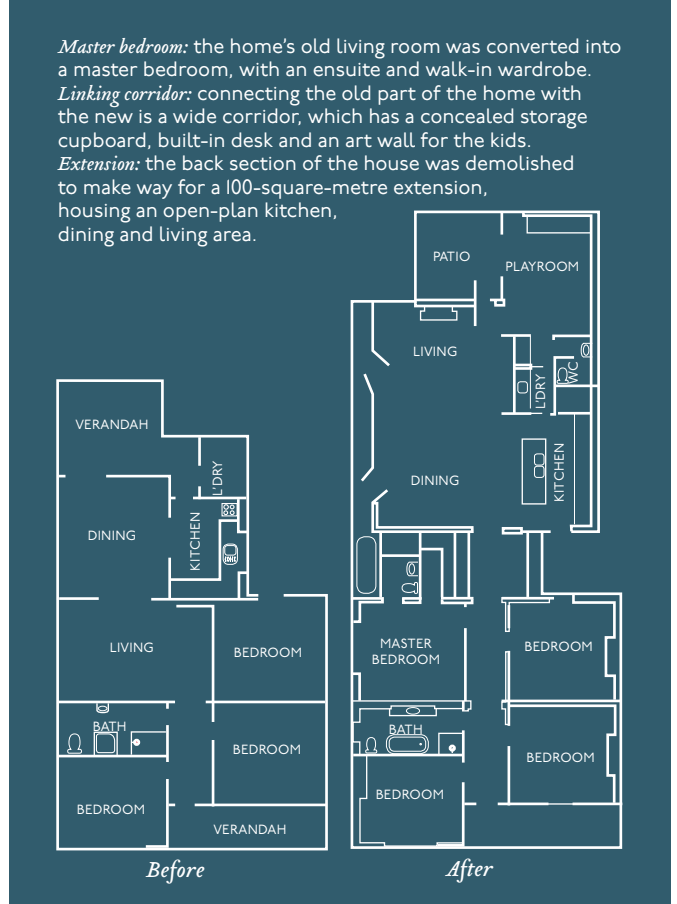 Master bedroom: the home's old living room was converted into
a master bedroom, with an ensuite and walk-in wardrobe.
Linking corridor: connecting the old part of the home with
the new is a wide corridor, which has a concealed storage
cupboard, built-in desk and an art wall for the kids.
Extension: the back section of the house was demolished
to make way for a 100-square-metre extension,
housing an open-plan kitchen,
dining and living area.
VERANDAH
L'DRY
DINING
KITCHEN
LIVING
BEDROOM
BATH
BEDROOM
BEDROOM
VERANDAH
Before
PATIO
PLAYROOM
LIVING
WC
L'DRY
DINING
KITCHEN
MASTER
BEDROOM
BEDROOM
BATH
BEDROOM
BEDROOM
After